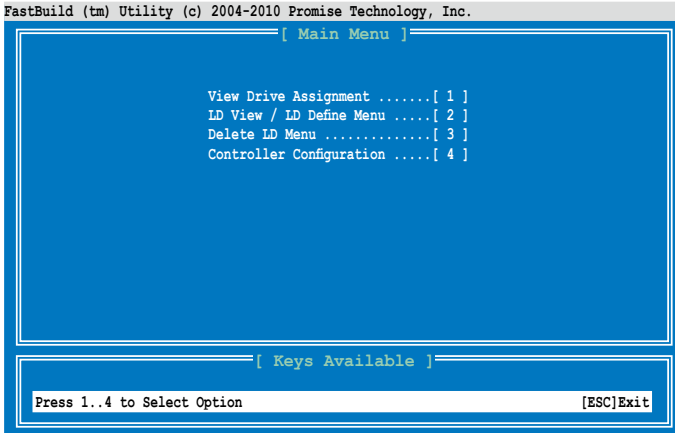 FastBuild (tm) Utility (c) 2004-2010 Promise Technology, Inc.
[ Main Menu ]
View Drive Assignment .......[ 1 ]
LD View / LD Define Menu .....[ 2 ]
Delete LD Menu ..............[ 3 ]
Controller Configuration .....[ 4 ]
[ Keys Available ]
Press 1..4 to Select Option [ESC]Exit